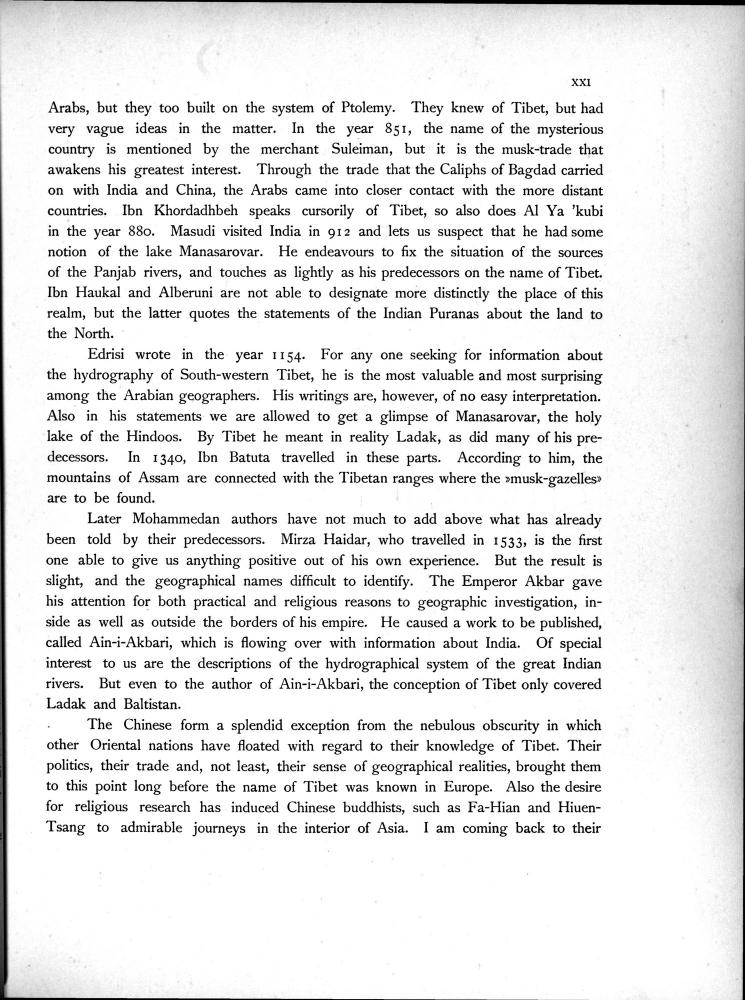 XXI
Arabs, but they too built on the system of Ptolemy. They knew of Tibet, but had
very vague ideas in the matter. In the year 851, the name of the mysterious
country is mentioned by the merchant Suleiman, but it is the musk-trade that
awakens his greatest interest. Through the trade that the Caliphs of Bagdad carried
on with India and China, the Arabs came into closer contact with the more distant
countries. Ibn Khordadhbeh speaks cursorily of Tibet, so also does Al Ya 'kubi
in the year 880. Masudi visited India in 912 and lets us suspect that he had some
notion of the lake Manasarovar. He endeavours to fix the situation of the sources
of the Panjab rivers, and touches as lightly as his predecessors on the name of Tibet.
Ibn Haukal and Alberuni are not able to designate more distinctly the place of this
realm, but the latter quotes the statements of the Indian Puranas about the land to
the North.
Edrisi wrote in the year 1154. For any one seeking for information about
the hydrography of South-western Tibet, he is the most valuable and most surprising
among the Arabian geographers. His writings are, however, of no easy interpretation.
Also in his statements we are allowed to get a glimpse of Manasarovar, the holy
lake of the Hindoos. By Tibet he meant in reality Ladak, as did many of his pre-
decessors. In 1340, Ibn Batuta travelled in these parts. According to him, the
mountains of Assam are connected with the Tibetan ranges where the »musk-gazelles»
are to be found.
Later Mohammedan authors have not much to add above what has already
been told by their predecessors. Mirza Haidar, who travelled in 1533, is the first
one able to give us anything positive out of his own experience. But the result is
slight, and the geographical names difficult to identify. The Emperor Akbar gave
his attention for both practical and religious reasons to geographic investigation, in-
side as well as outside the borders of his empire. He caused a work to be published,
called Ain-i-Akbari, which is flowing over with information about India. Of special
interest to us are the descriptions of the hydrographical system of the great Indian
rivers. But even to the author of Ain-i-Akbari, the conception of Tibet only covered
Ladak and Baltistan.
The Chinese form a splendid exception from the nebulous obscurity in which
other Oriental nations have floated with regard to their knowledge of Tibet. Their
politics, their trade and, not least, their sense of geographical realities, brought them
to this point long before the name of Tibet was known in Europe. Also the desire
for religious research has induced Chinese buddhists, such as Fa-Hian and Hiuen-
Tsang to admirable journeys in the interior of Asia. I am coming back to their